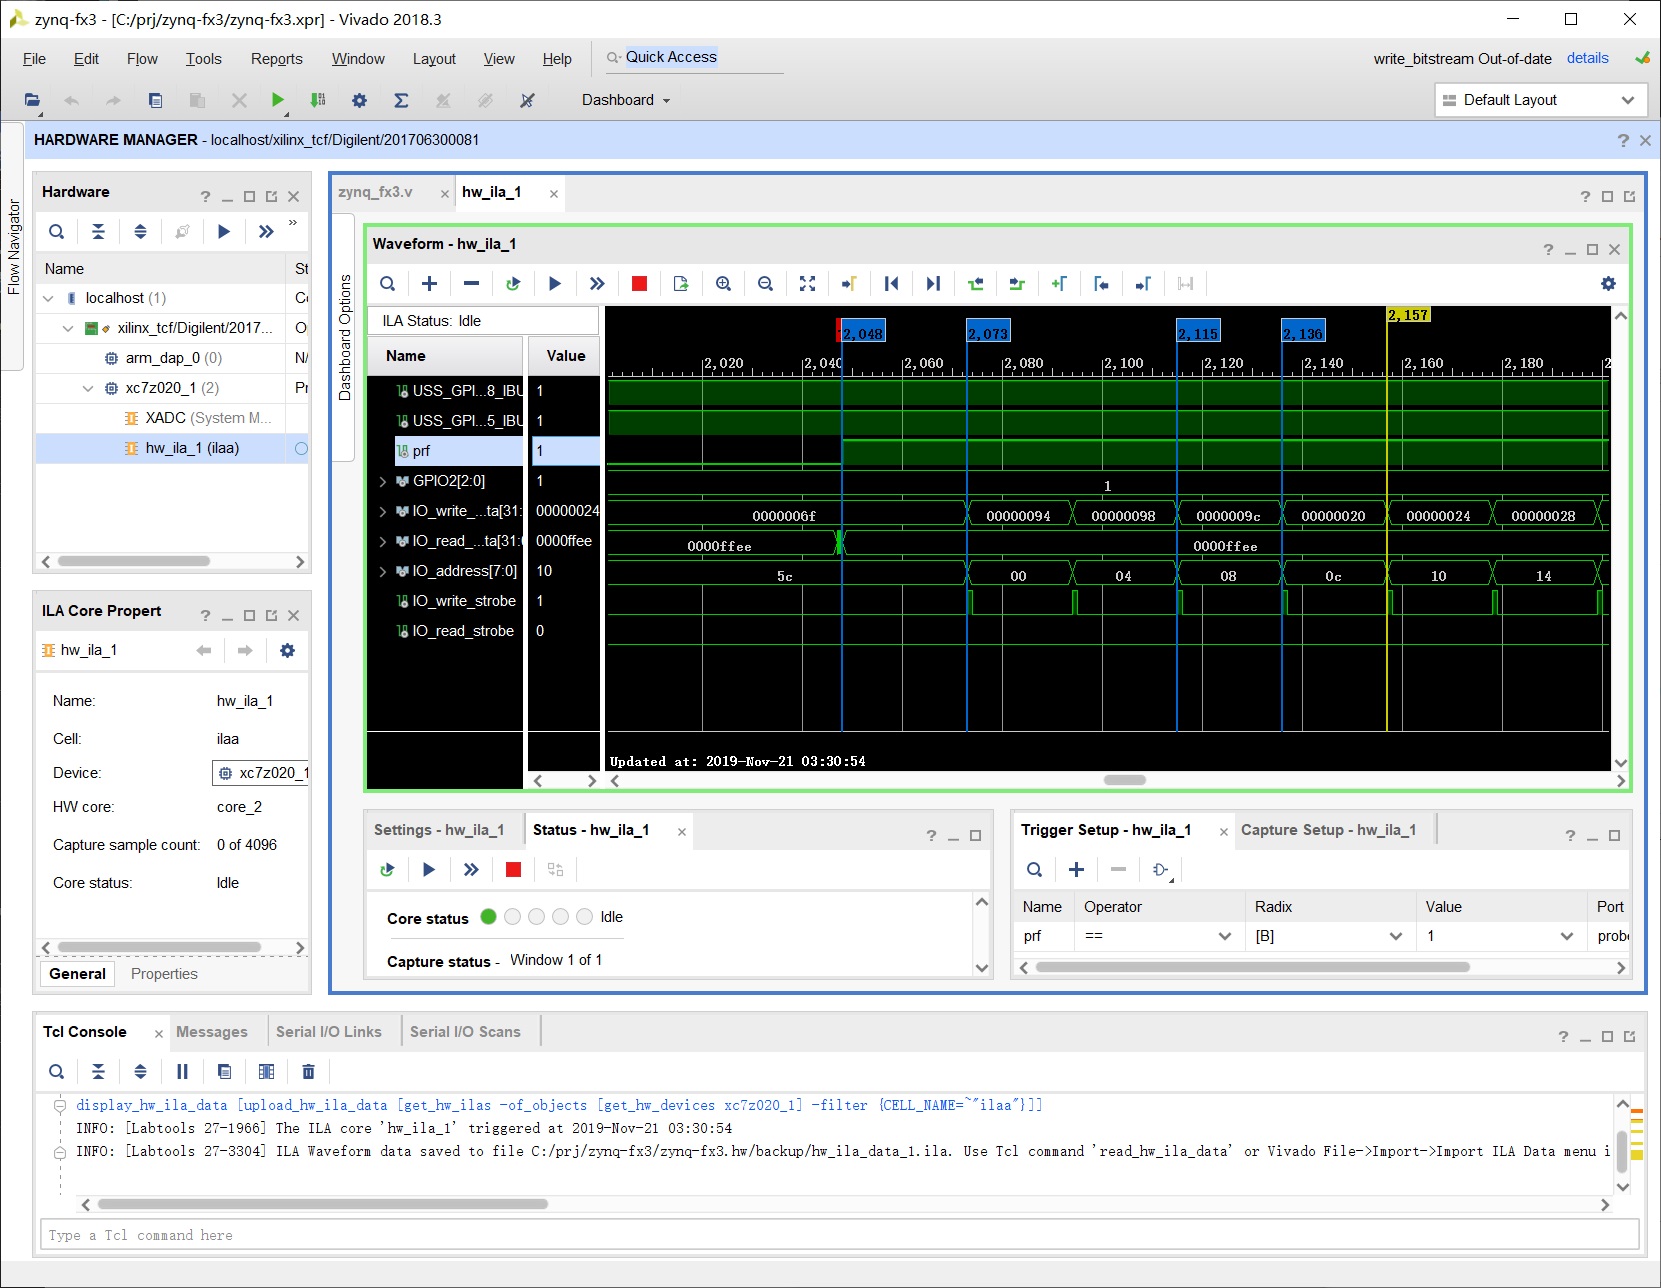 zynq-fx3 - [C:/prj/zynq-fx3/zynq-fx3.xpr] - Vivado 2018.3
File Edit Flow Tools Reports Window Layout View Help Quick Access write_bitstream Out-of-date details
Dashboard Default Layout
HARDWARE MANAGER - localhost/xilinx_tcf/Digilent/201706300081
Flow Navigator
Hardware
Name St
localhost (1) Co
xilinx_tcf/Digilent/2017... Op
arm_dap_0 (0) N/
xc7z020_1 (2) Pr
XADC (System M...
hw_ila_1 (ilaa)
ILA Core Propert
hw_ila_1
Name: hw_ila_1
Cell: ilaa
Device: xc7z020_1
HW core: core_2
Capture sample count: 0 of 4096
Core status: Idle
General Properties
zynq_fx3.v hw_ila_1
Dashboard Options
Waveform - hw_ila_1
ILA Status: Idle
Name Value
2,048 2,073 2,115 2,136 2,157
2,020 2,040 2,060 2,080 2,100 2,120 2,140 2,160 2,180 2
USS_GPI...8_IBU 1
USS_GPI...5_IBU 1
prf 1
GPIO2[2:0] 1 1
IO_write_...ta[31: 00000024 0000006f 00000094 00000098 0000009c 00000020 00000024 00000028
IO_read_...ta[31:0 0000ffee 0000ffee 0000ffee
IO_address[7:0] 10 5c 00 04 08 0c 10 14
IO_write_strobe 1
IO_read_strobe 0
Updated at: 2019-Nov-21 03:30:54
Settings - hw_ila_1 Status - hw_ila_1
Core status Idle
Capture status - Window 1 of 1
Trigger Setup - hw_ila_1 Capture Setup - hw_ila_1
Name Operator Radix Value Port
prf == [B] 1 probe
Tcl Console Messages Serial I/O Links Serial I/O Scans
display_hw_ila_data [upload_hw_ila_data [get_hw_ilas -of_objects [get_hw_devices xc7z020_1] -filter {CELL_NAME=~"ilaa"}]]
INFO: [Labtools 27-1966] The ILA core 'hw_ila_1' triggered at 2019-Nov-21 03:30:54
INFO: [Labtools 27-3304] ILA Waveform data saved to file C:/prj/zynq-fx3/zynq-fx3.hw/backup/hw_ila_data_1.ila. Use Tcl command 'read_hw_ila_data' or Vivado File->Import->Import ILA Data menu i
Type a Tcl command here